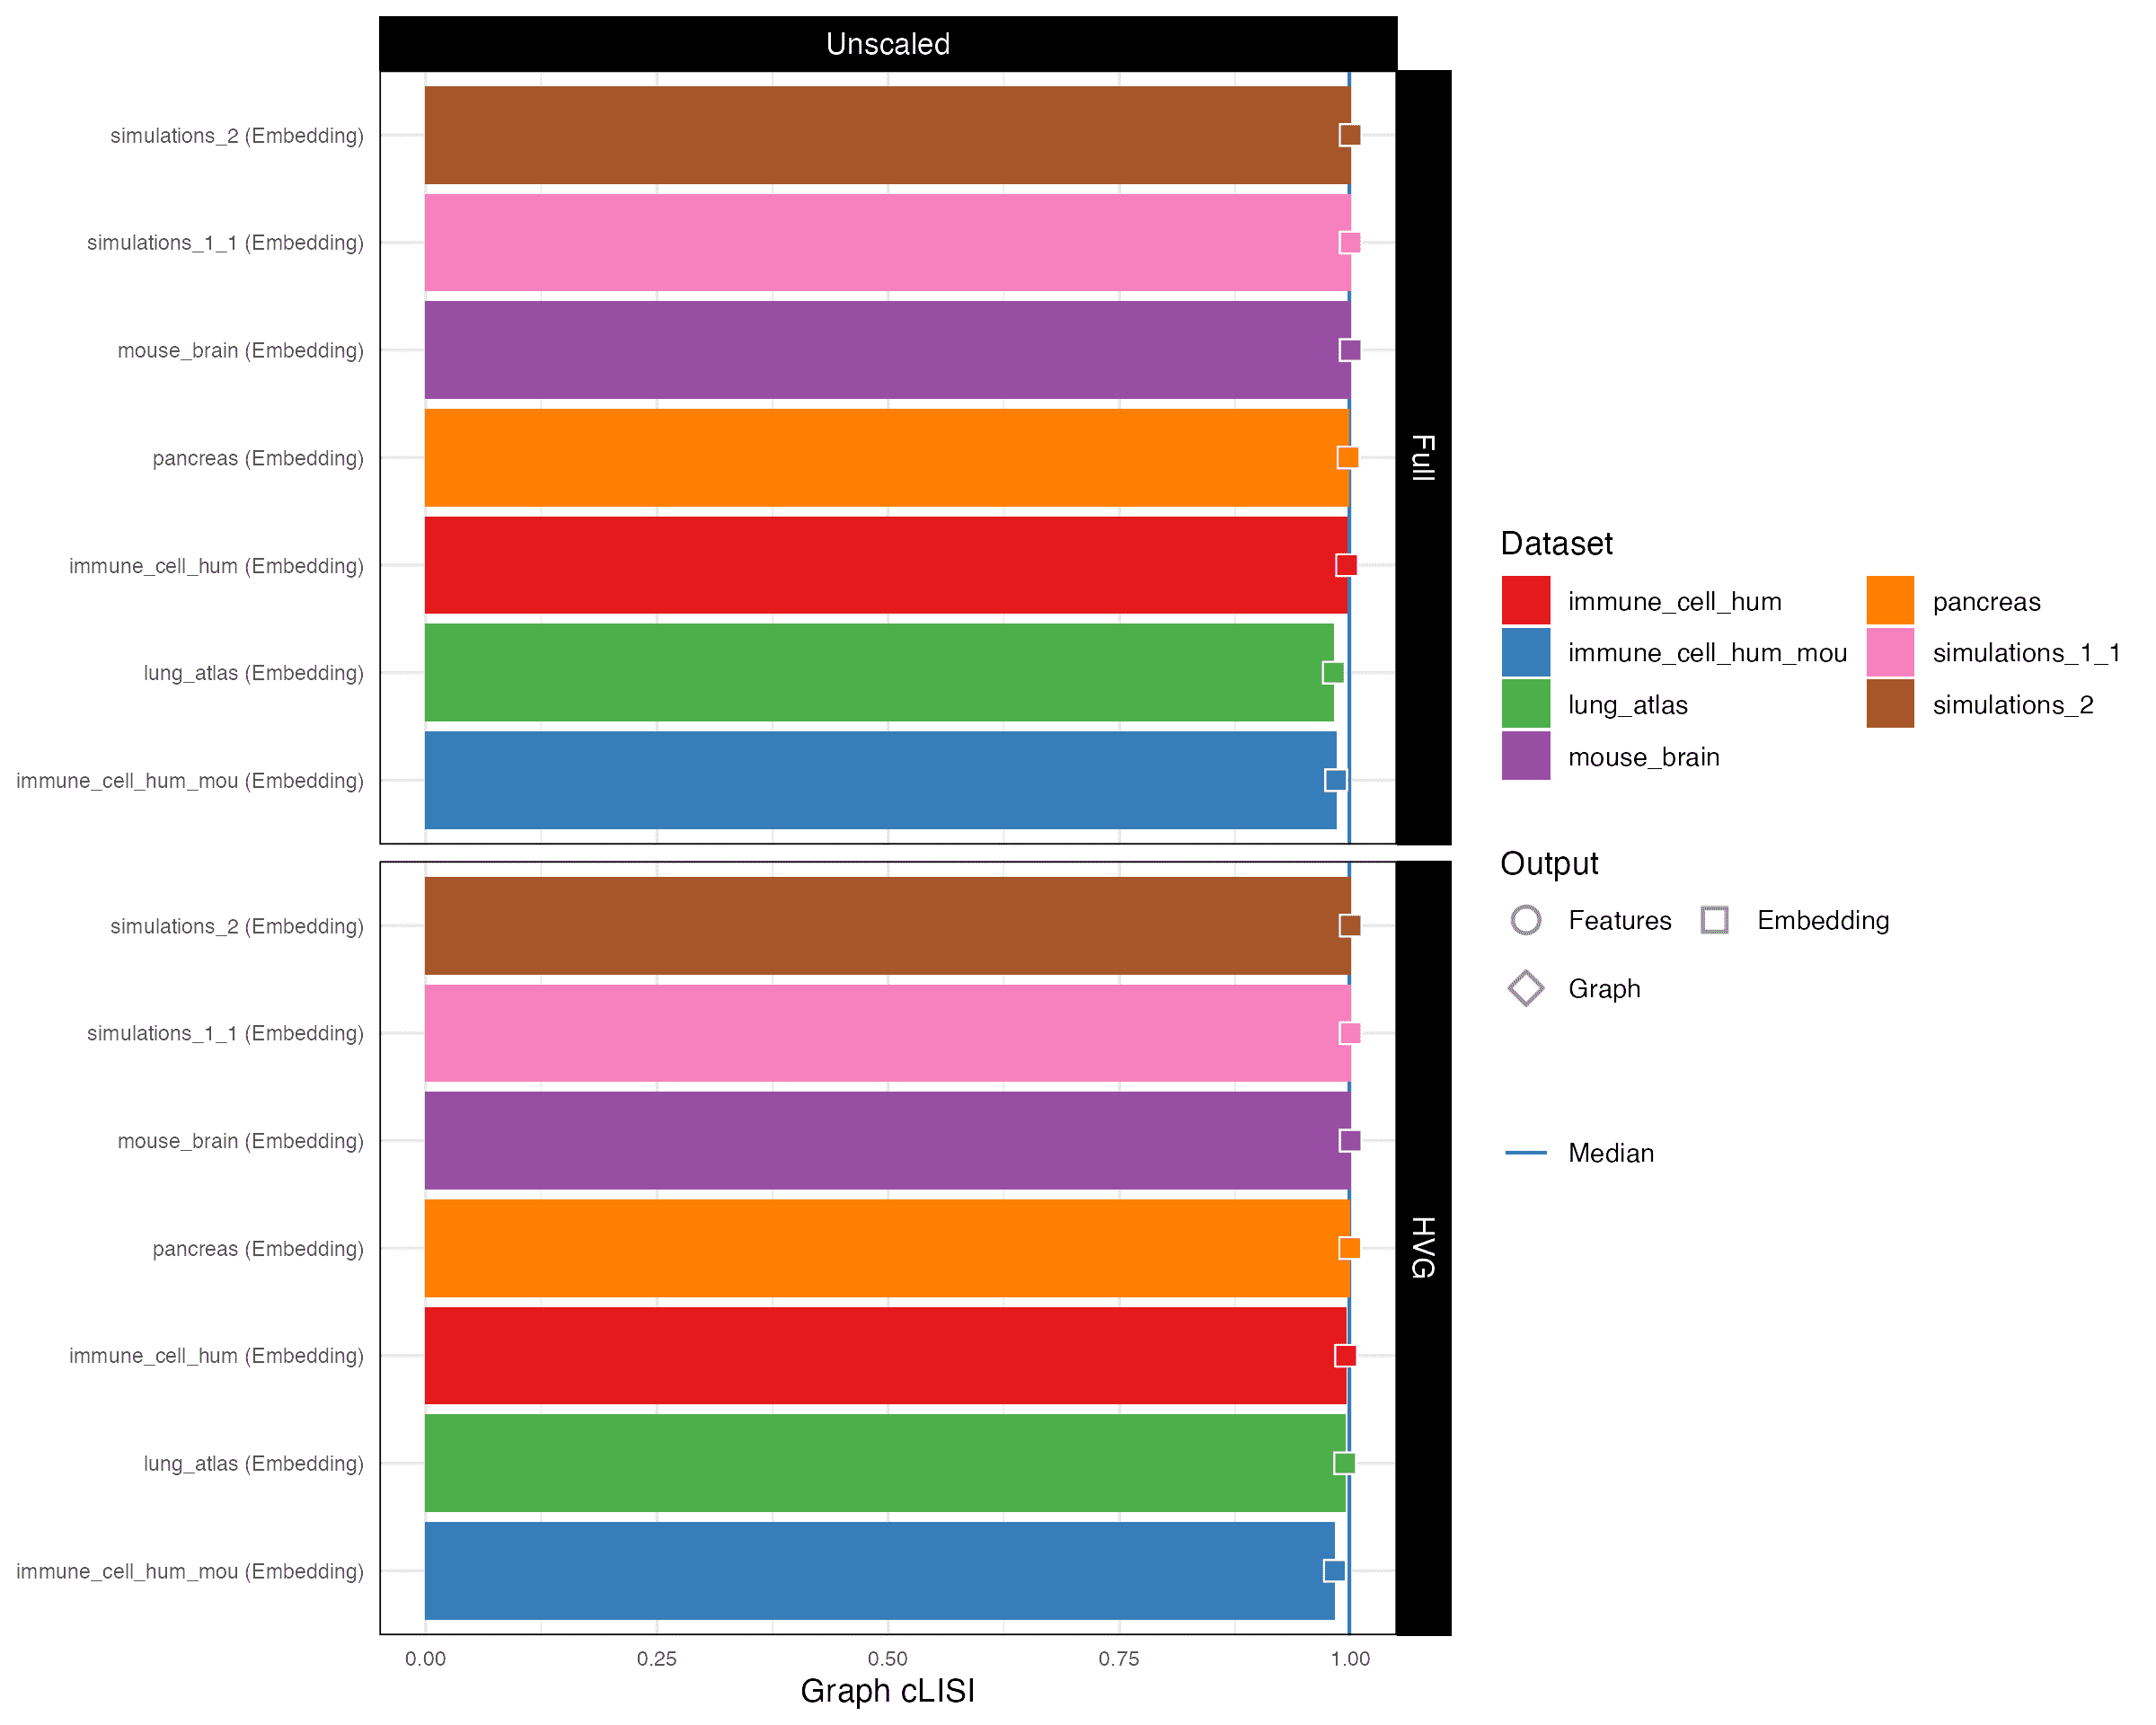 Unscaled
simulations_2 (Embedding)
simulations_1_1 (Embedding)
mouse_brain (Embedding)
pancreas (Embedding)
immune_cell_hum (Embedding)
lung_atlas (Embedding)
immune_cell_hum_mou (Embedding)
Full
simulations_2 (Embedding)
simulations_1_1 (Embedding)
mouse_brain (Embedding)
pancreas (Embedding)
immune_cell_hum (Embedding)
lung_atlas (Embedding)
immune_cell_hum_mou (Embedding)
HVG
0.00 0.25 0.50 0.75 1.00
Graph cLISI
Dataset
immune_cell_hum pancreas
immune_cell_hum_mou simulations_1_1
lung_atlas simulations_2
mouse_brain
Output
Features Embedding
Graph
Median